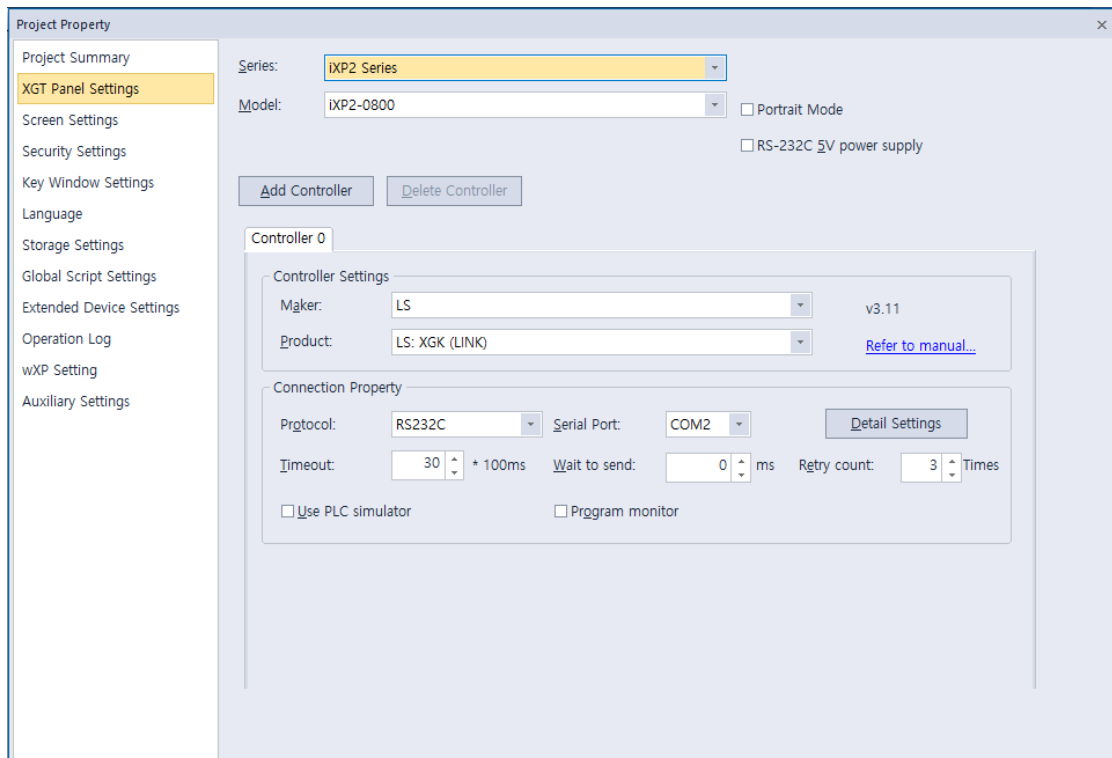 Project Property
Project Summary
XGT Panel Settings
Screen Settings
Security Settings
Key Window Settings
Language
Storage Settings
Global Script Settings
Extended Device Settings
Operation Log
wXP Setting
Auxiliary Settings
Series: iXP2 Series
Model: iXP2-0800
Portrait Mode
RS-232C 5V power supply
Add Controller Delete Controller
Controller 0
Controller Settings
Maker: LS v3.11
Product: LS: XGK (LINK) Refer to manual...
Connection Property
Protocol: RS232C Serial Port: COM2 Detail Settings
Timeout: 30 * 100ms Wait to send: 0 ms Retry count: 3 Times
Use PLC simulator Program monitor